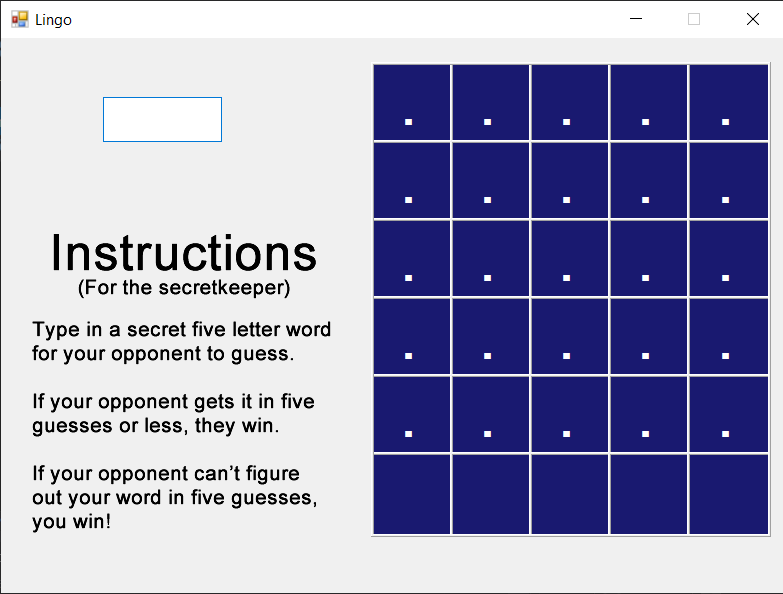 Lingo
Instructions
(For the secretkeeper)
Type in a secret five letter word
for your opponent to guess.
If your opponent gets it in five
guesses or less, they win.
If your opponent can’t figure
out your word in five guesses,
you win!
. . . . .
. . . . .
. . . . .
. . . . .
. . . . .